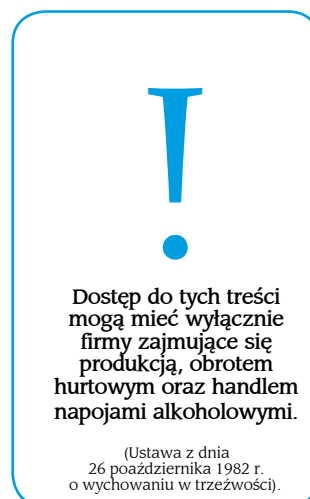 !
Dostęp do tych treści
mogą mieć wyłącznie
firmy zajmujące się
produkcją, obrotem
hurtowym oraz handlem
napojami alkoholowymi.
(Ustawa z dnia
26 poaździernika 1982 r.
o wychowaniu w trzeźwości).